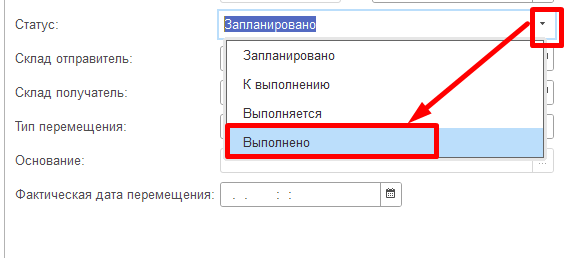 Статус: Запланировано
Запланировано
Склад отправитель:
К выполнению
Склад получатель:
Выполняется
Тип перемещения:
Выполнено
Основание:
Фактическая дата перемещения: . . : :